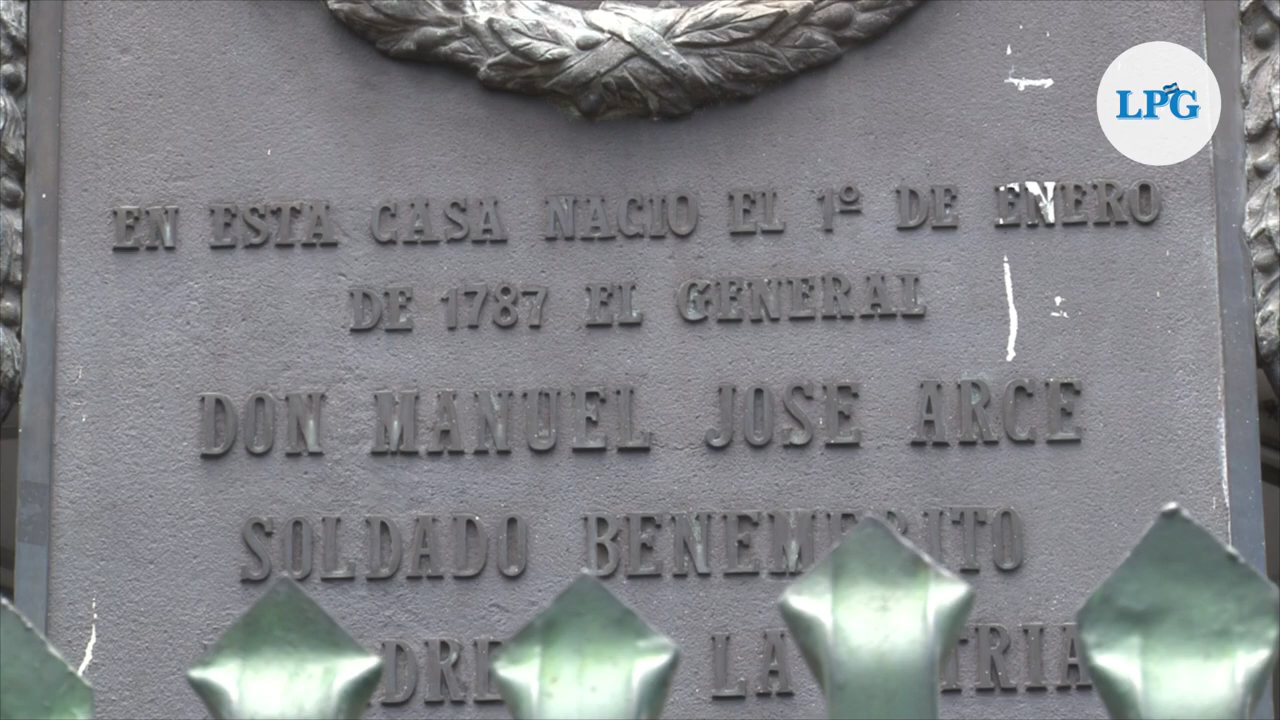 LPG
EN ESTA CASA NACIO EL 1º DE ENERO
DE 1787 EL GENERAL
DON MANUEL JOSE ARCE
SOLDADO BENEMERITO
LA